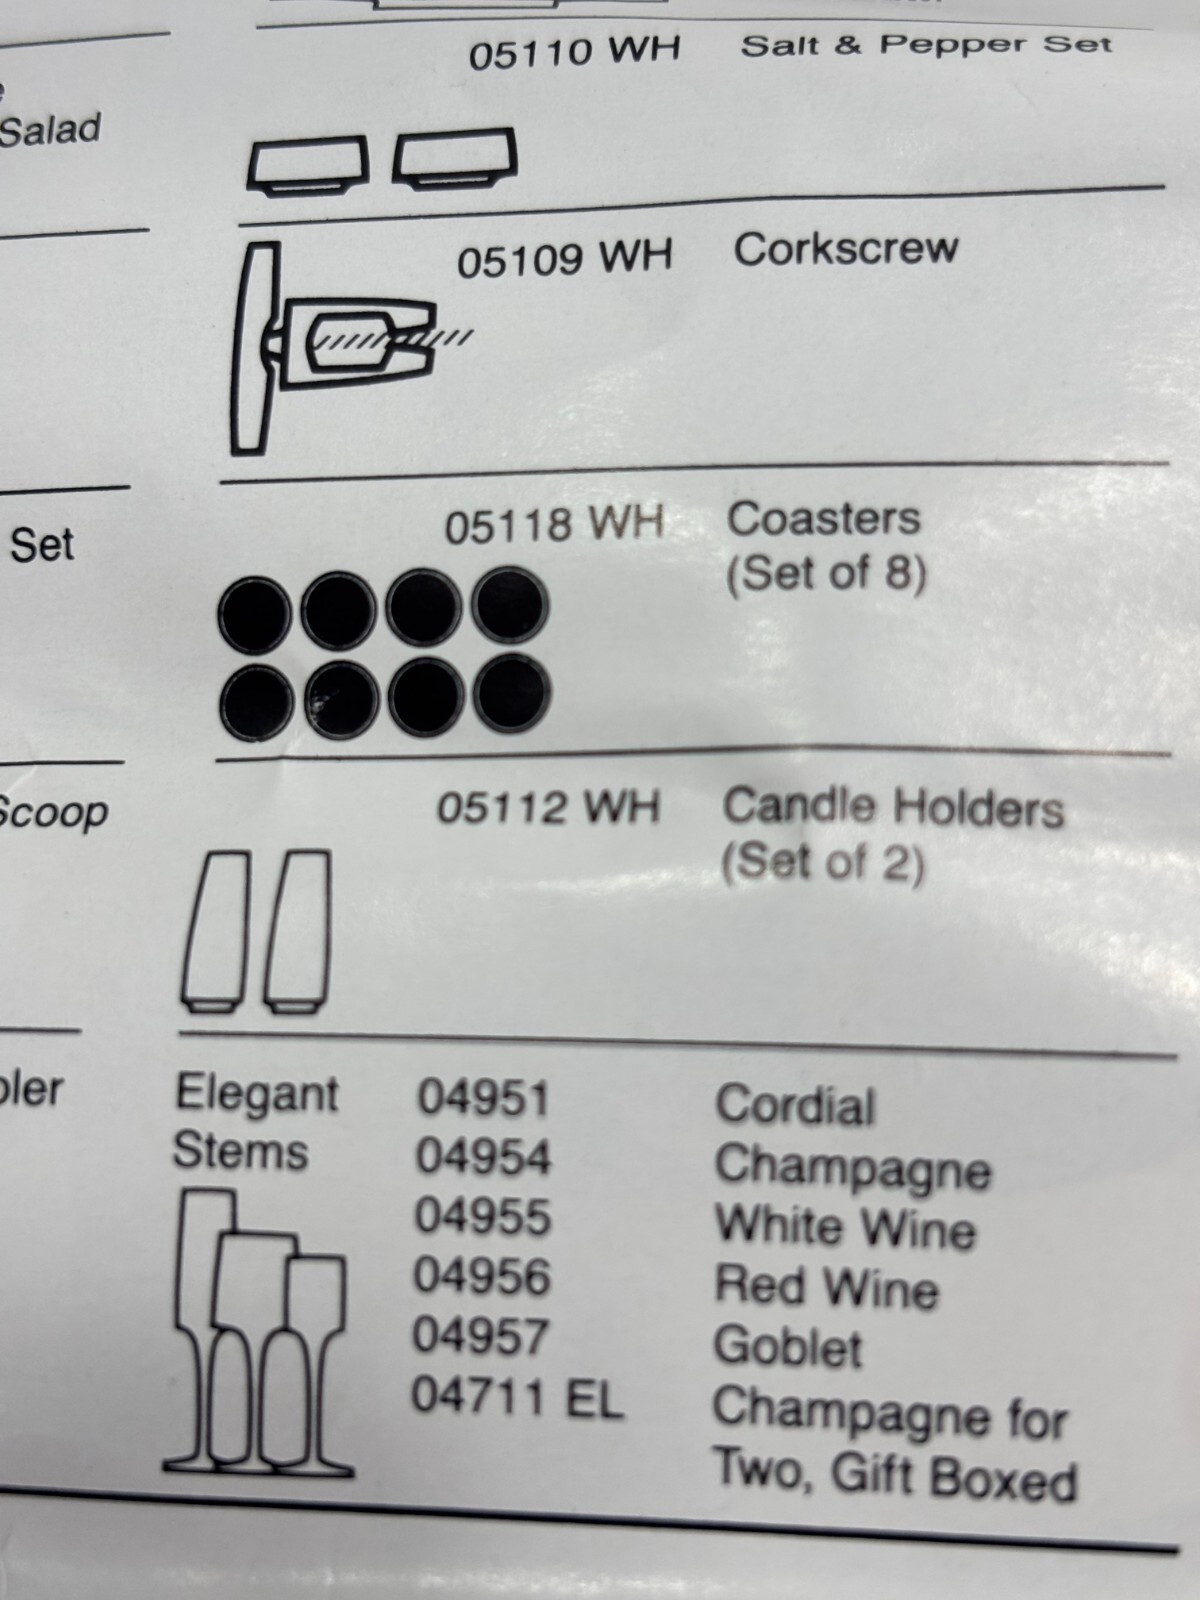 Salad
Set
Scoop
05110 WH Salt & Pepper Set
05109 WH Corkscrew
05118 WH Coasters
(Set of 8)
05112 WH Candle Holders
(Set of 2)
Elegant 04951 Cordial
Stems 04954 Champagne
04955 White Wine
04956 Red Wine
04957 Goblet
04711 EL Champagne for
Two, Gift Boxed